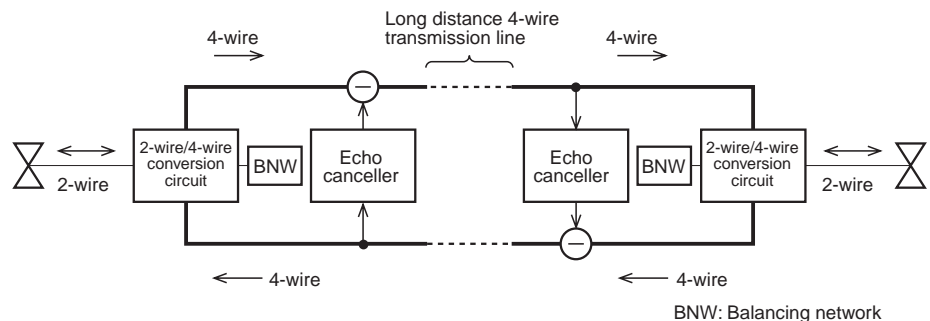 Long distance 4-wire
transmission line
4-wire
4-wire
2-wire/4-wire
conversion
circuit
BNW
Echo
canceller
Echo
canceller
BNW
2-wire/4-wire
conversion
circuit
2-wire
2-wire
4-wire
4-wire
BNW: Balancing network